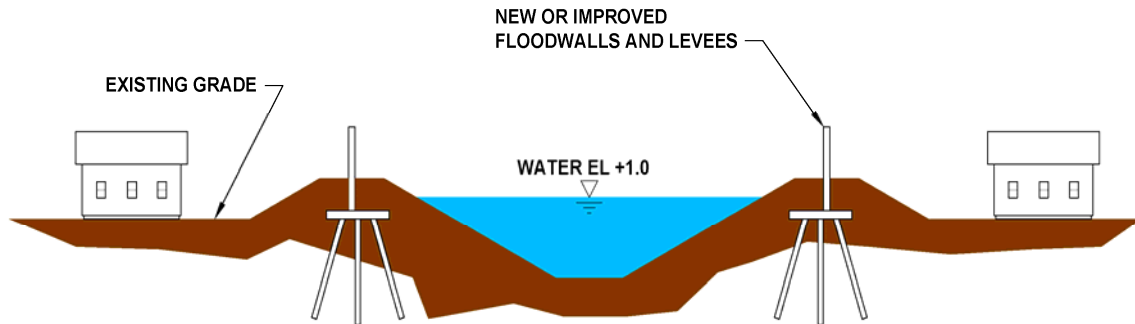 NEW OR IMPROVED
FLOODWALLS AND LEVEES
EXISTING GRADE
WATER EL +1.0